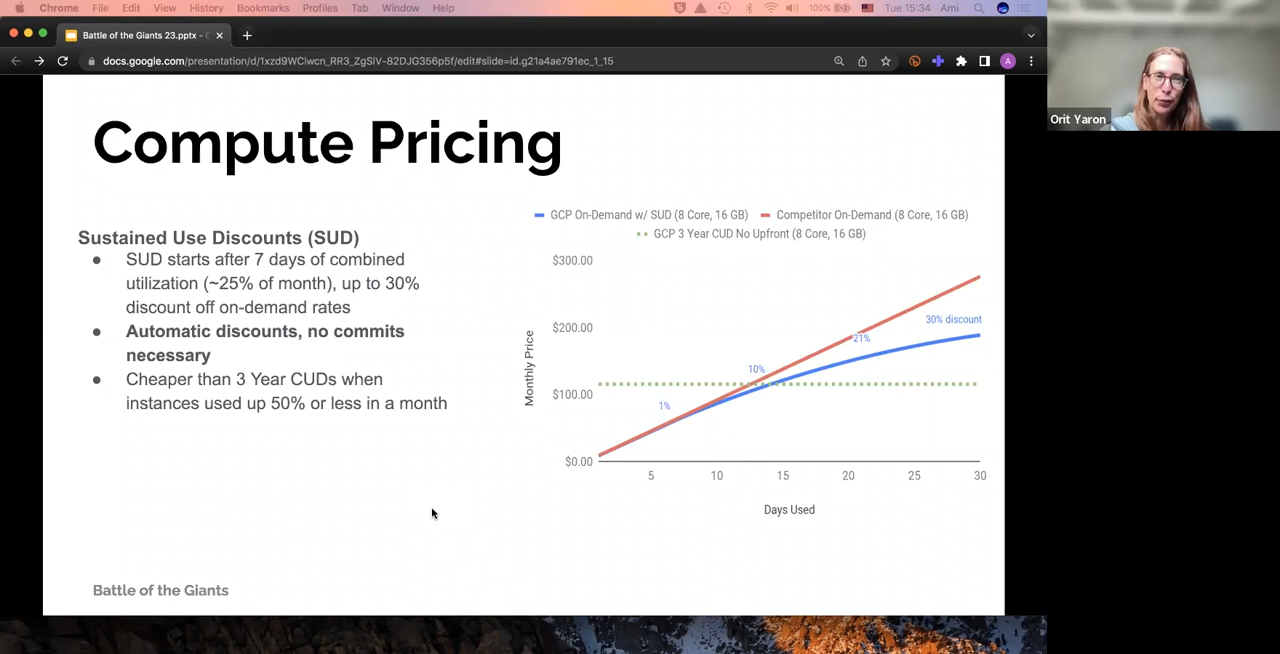 Chrome File Edit View History Bookmarks Profiles Tab Window Help 100% Tue 15:34 Ami
Battle of the Giants 23.pptx -
docs.google.com/presentation/d/1xzd9WClwcn_RR3_ZgSlV-82DJG356p5f/edit#slide=id.g21a4ae791ec_1_15
A
Orit Yaron
Compute Pricing
Sustained Use Discounts (SUD)
● SUD starts after 7 days of combined
utilization (~25% of month), up to 30%
discount off on-demand rates
● Automatic discounts, no commits
necessary
● Cheaper than 3 Year CUDs when
instances used up 50% or less in a month
GCP On-Demand w/ SUD (8 Core, 16 GB) Competitor On-Demand (8 Core, 16 GB)
GCP 3 Year CUD No Upfront (8 Core, 16 GB)
Monthly Price
$300.00
$200.00
$100.00
$0.00
1%
10%
21%
30% discount
5 10 15 20 25 30
Days Used
Battle of the Giants